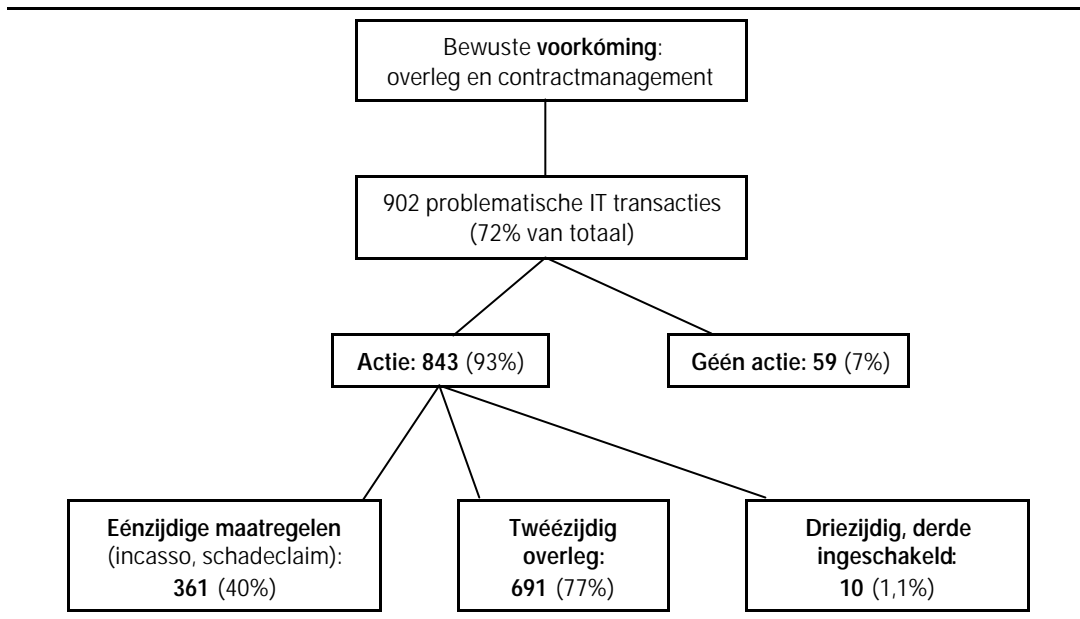 Bewuste voorkóming:
overleg en contractmanagement
902 problematische IT transacties
(72% van totaal)
Actie: 843 (93%)
Géén actie: 59 (7%)
Eénzijdige maatregelen
(incasso, schadeclaim):
361 (40%)
Twéézijdig
overleg:
691 (77%)
Driezijdig, derde
ingeschakeld:
10 (1,1%)